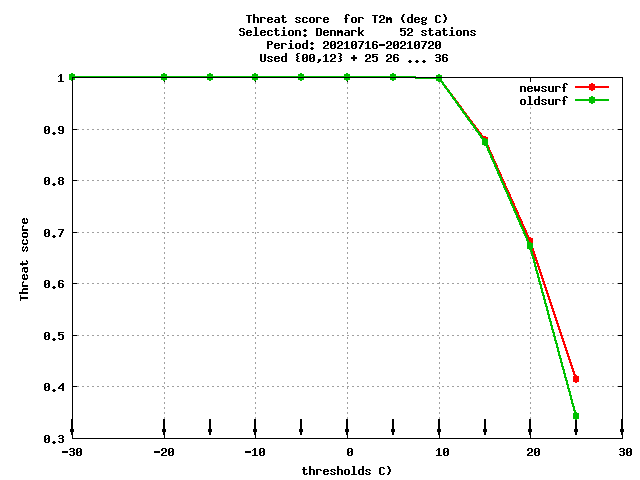 Threat score  for T2m (deg C)
Selection: Denmark     52 stations
Period: 20210716-20210720
Used {00,12} + 25 26 ... 36
newsurf
oldsurf
1
0.9
0.8
0.7
0.6
0.5
0.4
0.3
Threat score
-30 -20 -10 0 10 20 30
thresholds C)